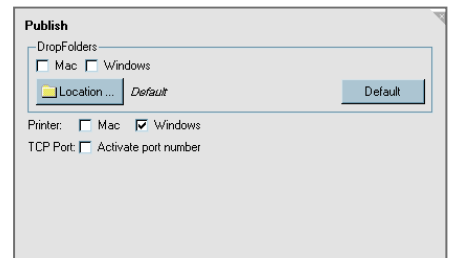 Publish
DropFolders
Mac Windows
Location ... Default Default
Printer: Mac Windows
TCP Port: Activate port number